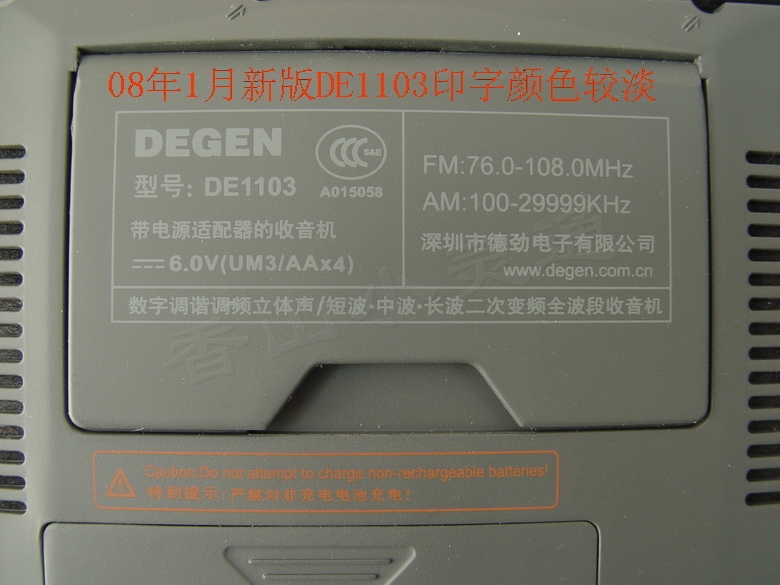 08年1月新版DE1103印字颜色较淡
DEGEN
型号: DE1103
CCC S&E
A015058
带电源适配器的收音机
6.0V(UM3/AAx4)
FM:76.0-108.0MHz
AM:100-29999KHz
深圳市德劲电子有限公司
www.degen.com.cn
数字调谐调频立体声/短波·中波·长波二次变频全波段收音机
Caution:Do not attempt to charge non-rechargeable batteries!
特别提示:严禁对非充电电池充电!